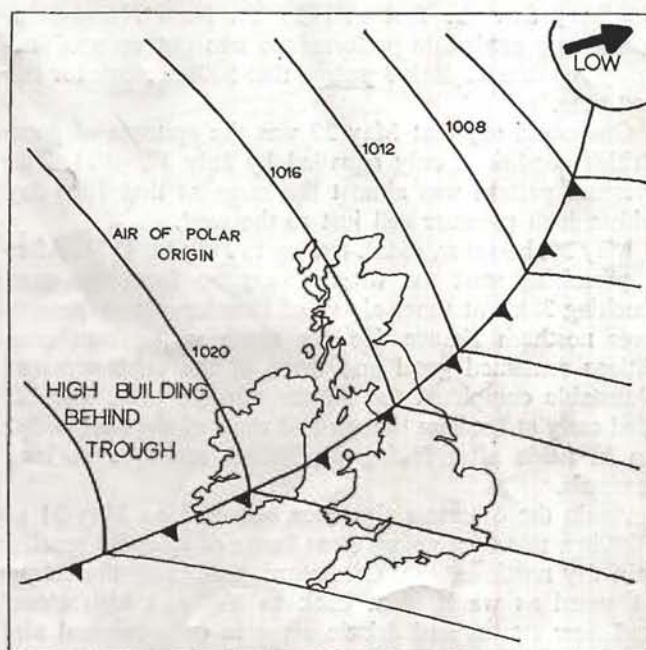 LOW
1008
1012
1016
AIR OF POLAR
ORIGIN
1020
HIGH BUILDING
BEHIND
TROUGH